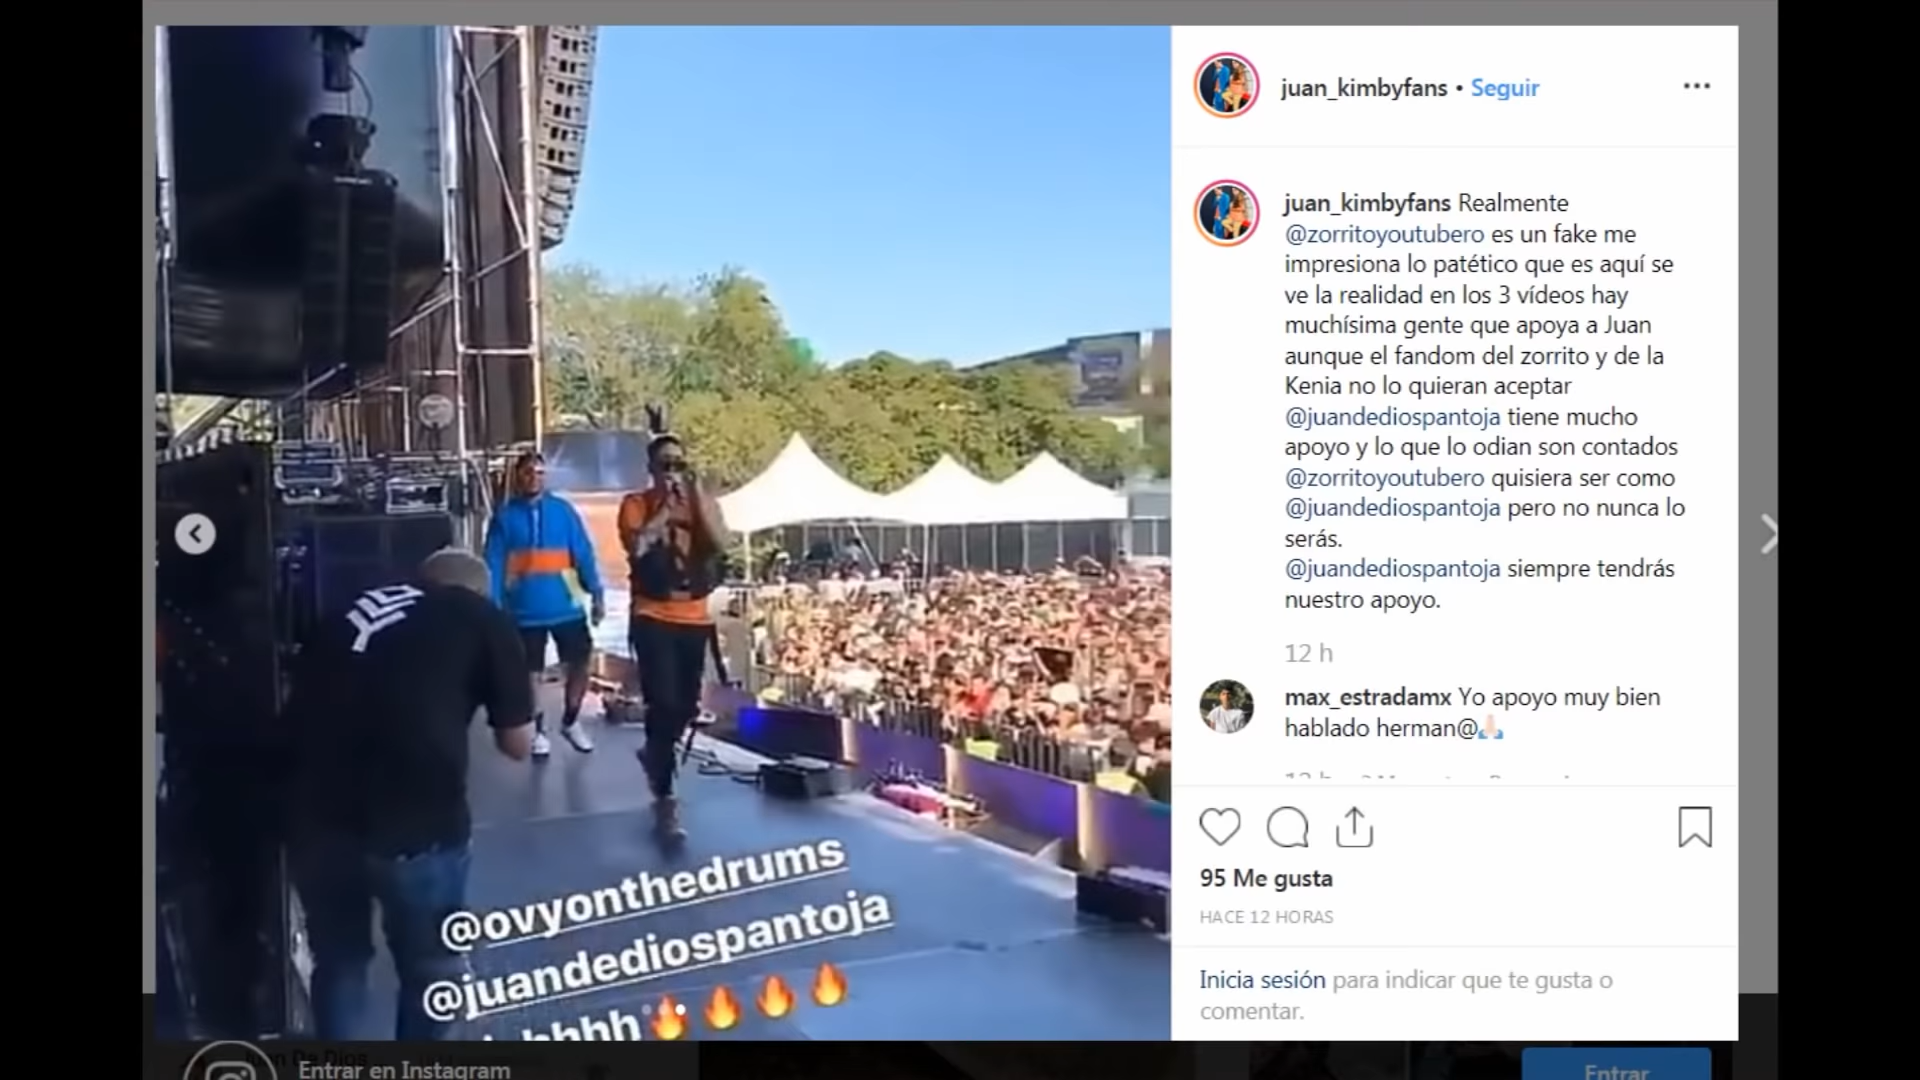 juan_kimbyfans • Seguir
juan_kimbyfans Realmente
@zorritoyoutubero es un fake me
impresiona lo patético que es aquí se
ve la realidad en los 3 vídeos hay
muchísima gente que apoya a Juan
aunque el fandom del zorrito y de la
Kenia no lo quieran aceptar
@juandediospantoja tiene mucho
apoyo y lo que lo odian son contados
@zorritoyoutubero quisiera ser como
@juandediospantoja pero no nunca lo
serás.
@juandediospantoja siempre tendrás
nuestro apoyo.
12 h
max_estradamx Yo apoyo muy bien
hablado herman@🙏🏻
95 Me gusta
HACE 12 HORAS
Inicia sesión para indicar que te gusta o
comentar.
@ovyonthedrums
@juandediospantoja
🔥🔥🔥🔥
Juan De Dios
Entrar en Instagram
Entrar